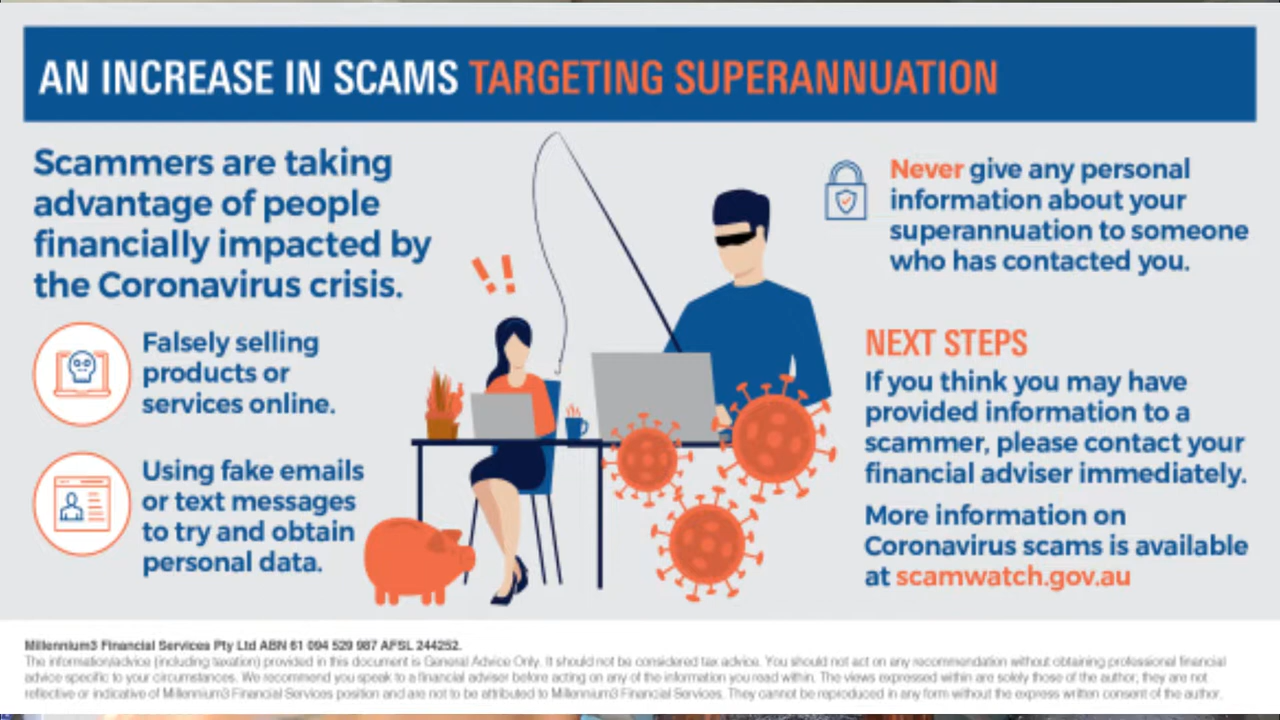 AN INCREASE IN SCAMS TARGETING SUPERANNUATION
Scammers are taking
advantage of people
financially impacted by
the Coronavirus crisis.
Falsely selling
products or
services online.
Using fake emails
or text messages
to try and obtain
personal data.
!!
Never give any personal
information about your
superannuation to someone
who has contacted you.
NEXT STEPS
If you think you may have
provided information to a
scammer, please contact your
financial adviser immediately.
More information on
Coronavirus scams is available
at scamwatch.gov.au
Millennium3 Financial Services Pty Ltd ABN 61 094 529 987 AFSL 244252.
The information/advice (including taxation) provided in this document is General Advice Only. It should not be considered tax advice. You should not act on any recommendation without obtaining professional financial
advice specific to your circumstances. We recommend you speak to a financial adviser before acting on any of the information you read within. The views expressed within are solely those of the author; they are not
reflective or indicative of Millennium3 Financial Services position and are not to be attributed to Millennium3 Financial Services. They cannot be reproduced in any form without the express written consent of the author.